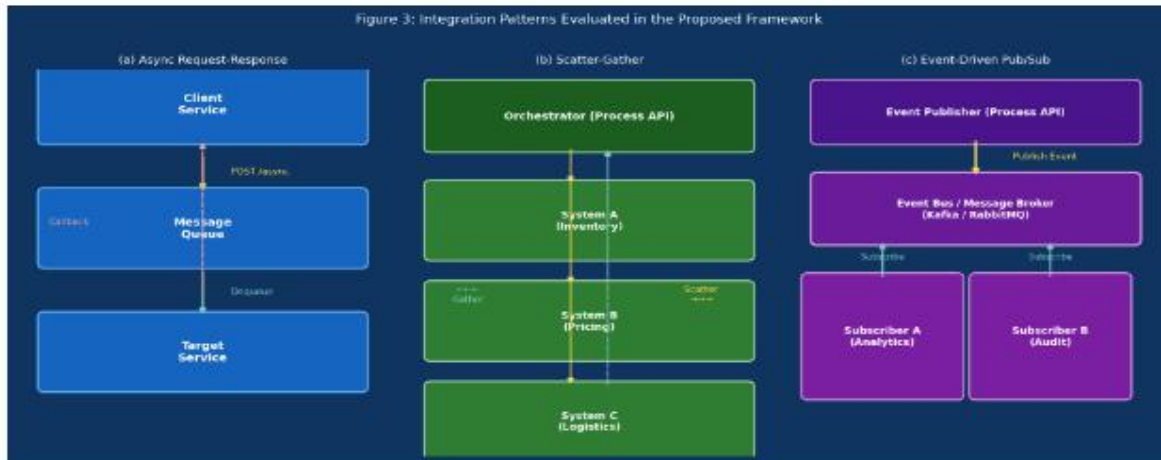 Figure 3: Integration Patterns Evaluated in the Proposed Framework
(a) Async Request-Response
Client
Service
POST /async
Message
Queue
Dequeue
Target
Service
(b) Scatter-Gather
Orchestrator (Process API)
System A
(Inventory)
Gather
Scatter
System B
(Pricing)
System C
(Logistics)
(c) Event-Driven Pub/Sub
Event Publisher (Process API)
Publish Event
Event Bus / Message Broker
(Kafka / RabbitMQ)
Subscribe
Subscribe
Subscriber A
(Analytics)
Subscriber B
(Audit)